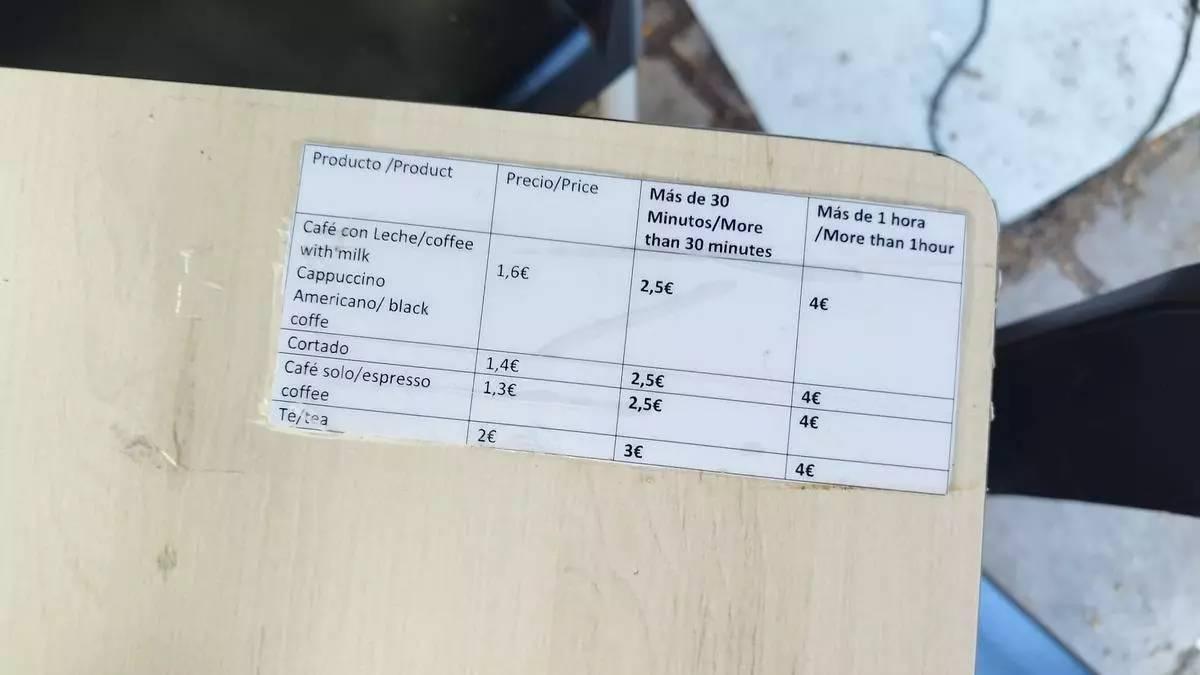 Producto /Product
Precio/Price
Más de 30
Minutos/More
than 30 minutes
Más de 1 hora
/More than 1hour
Café con Leche/coffee
with milk
Cappuccino
Americano/ black
coffe
1,6€
2,5€
4€
Cortado
1,4€
2,5€
4€
Café solo/espresso
coffee
1,3€
2,5€
4€
Te/tea
2€
3€
4€